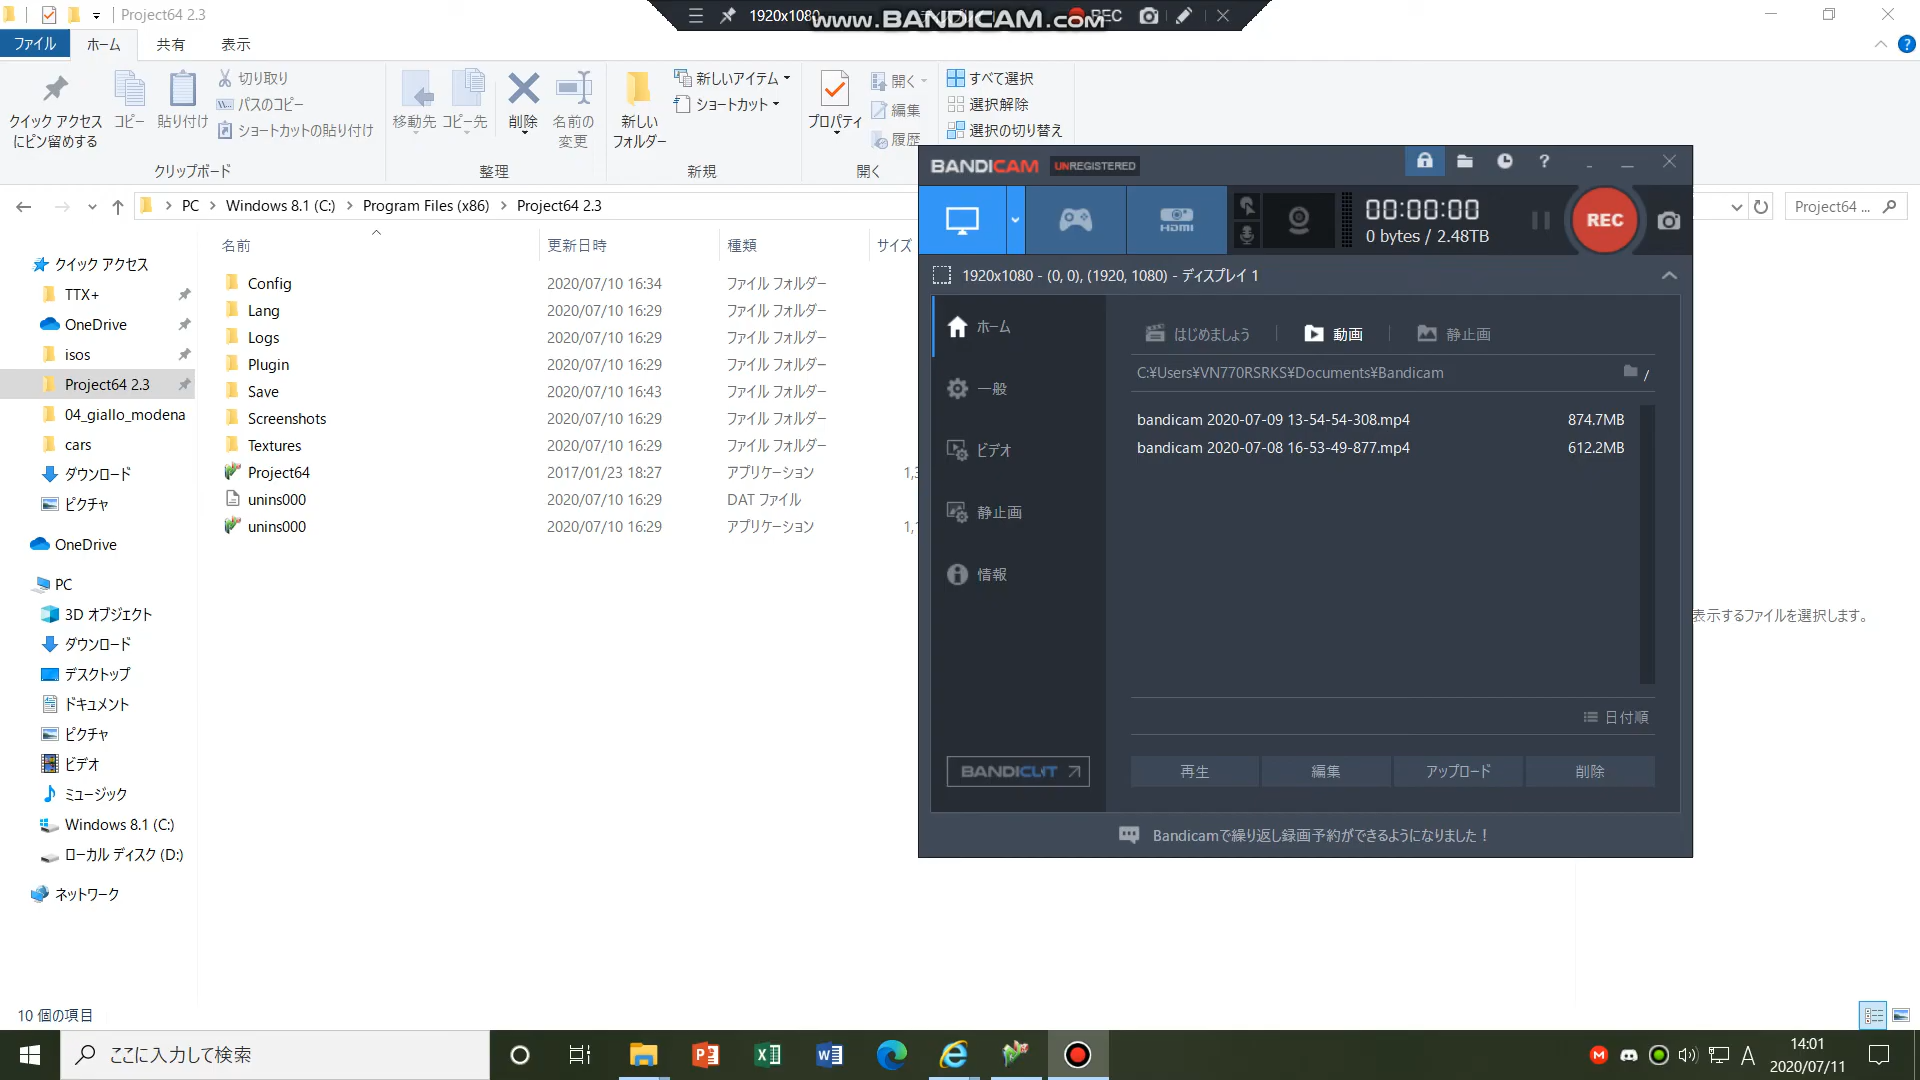 Project64 2.3
1920x1080
www.BANDICAM.com
REC
ファイル
ホーム
共有
表示
クイック アクセス
にピン留めする
コピー
貼り付け
切り取り
パスのコピー
ショートカットの貼り付け
クリップボード
移動先
コピー先
削除
名前の
変更
整理
新しい
フォルダー
新しいアイテム
ショートカット
新規
プロパティ
開く
編集
履歴
開く
すべて選択
選択解除
選択の切り替え
PC
Windows 8.1 (C:)
Program Files (x86)
Project64 2.3
Project64 ...
名前
更新日時
種類
サイズ
Config 2020/07/10 16:34 ファイル フォルダー
Lang 2020/07/10 16:29 ファイル フォルダー
Logs 2020/07/10 16:29 ファイル フォルダー
Plugin 2020/07/10 16:29 ファイル フォルダー
Save 2020/07/10 16:43 ファイル フォルダー
Screenshots 2020/07/10 16:29 ファイル フォルダー
Textures 2020/07/10 16:29 ファイル フォルダー
Project64 2017/01/23 18:27 アプリケーション
unins000 2020/07/10 16:29 DAT ファイル
unins000 2020/07/10 16:29 アプリケーション
クイック アクセス
TTX+
OneDrive
isos
Project64 2.3
04_giallo_modena
cars
ダウンロード
ピクチャ
OneDrive
PC
3D オブジェクト
ダウンロード
デスクトップ
ドキュメント
ピクチャ
ビデオ
ミュージック
Windows 8.1 (C:)
ローカル ディスク (D:)
ネットワーク
10 個の項目
BANDICAM UNREGISTERED
HDMI
00:00:00
0 bytes / 2.48TB
REC
1920x1080 - (0, 0), (1920, 1080) - ディスプレイ 1
ホーム
一般
ビデオ
静止画
情報
はじめましょう
動画
静止画
C:¥Users¥VN770RSRKS¥Documents¥Bandicam
bandicam 2020-07-09 13-54-54-308.mp4 874.7MB
bandicam 2020-07-08 16-53-49-877.mp4 612.2MB
日付順
BANDICUT
再生
編集
アップロード
削除
Bandicamで繰り返し録画予約ができるようになりました！
表示するファイルを選択します。
ここに入力して検索
A
14:01
2020/07/11